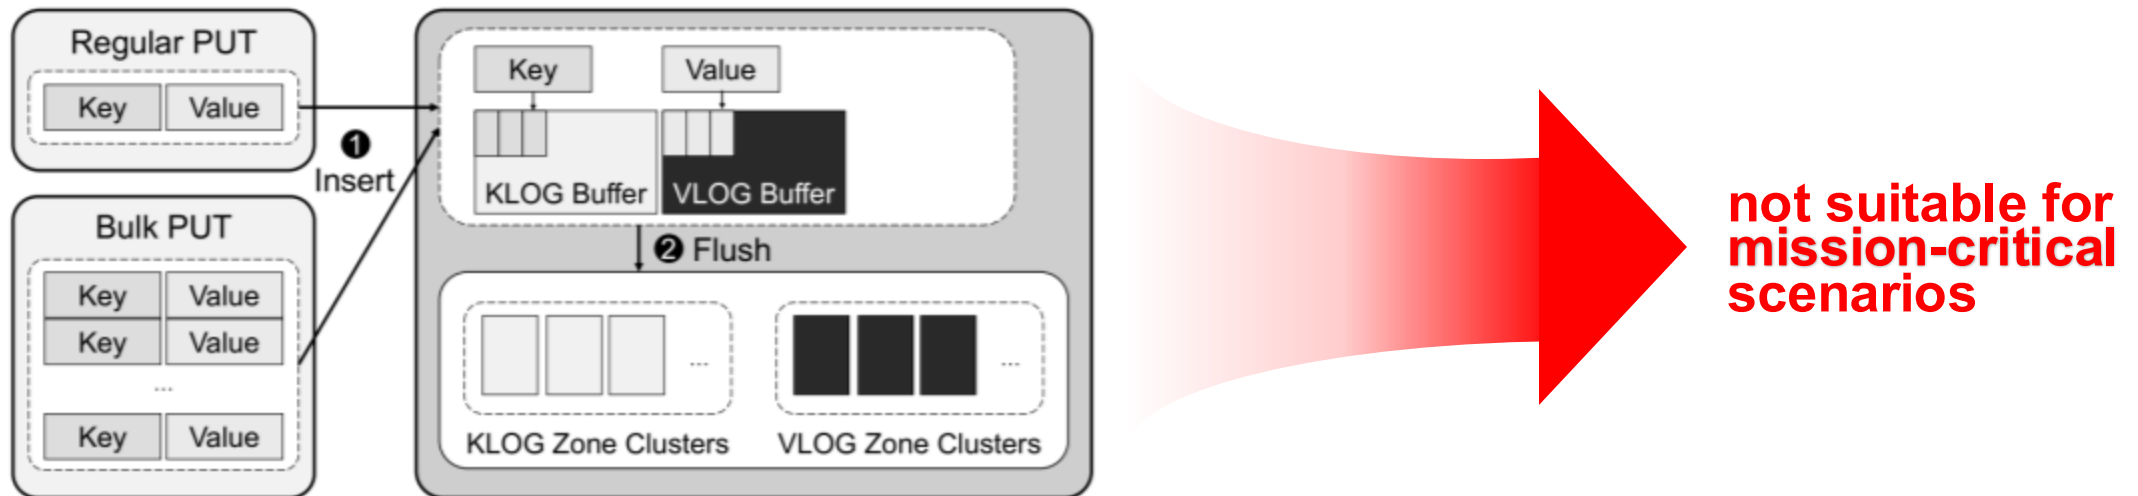 Regular PUT
Key Value
Bulk PUT
Key Value
Key Value
...
Key Value
❶
Insert
Key Value
KLOG Buffer VLOG Buffer
❷ Flush
... ...
KLOG Zone Clusters VLOG Zone Clusters
not suitable for
mission-critical
scenarios